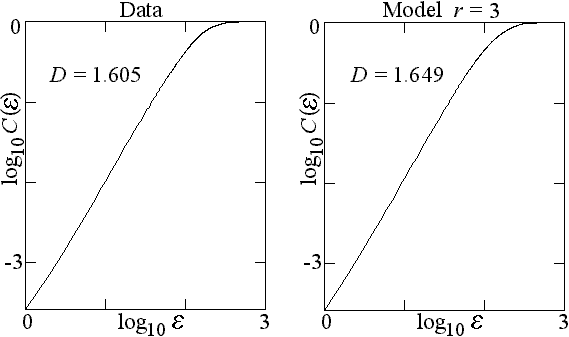 Data
0
D = 1.605
log10 C(ε)
-3
0
log10 ε
3
Model r = 3
0
D = 1.649
log10 C(ε)
-3
0
log10 ε
3